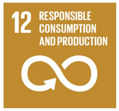 12 RESPONSIBLE
CONSUMPTION
AND PRODUCTION